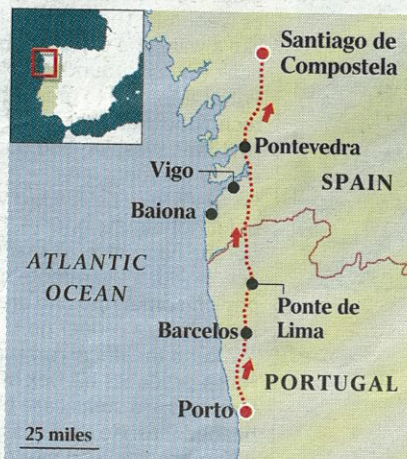 Santiago de
Compostela
Pontevedra
Vigo
SPAIN
Baiona
ATLANTIC
OCEAN
Ponte de
Lima
Barcelos
PORTUGAL
Porto
25 miles